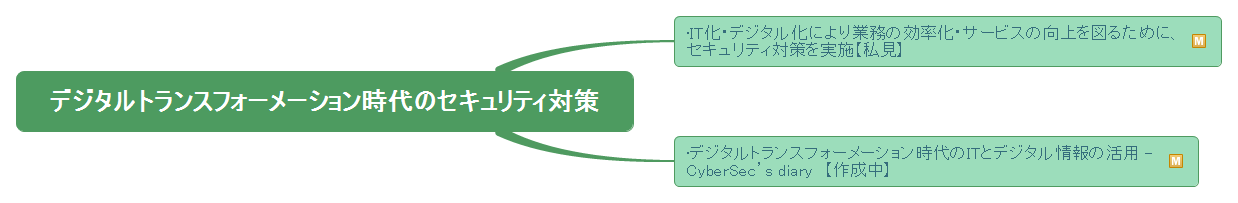 デジタルトランスフォーメーション時代のセキュリティ対策
・IT化・デジタル化により業務の効率化・サービスの向上を図るために、
セキュリティ対策を実施【私見】
M
・デジタルトランスフォーメーション時代のITとデジタル情報の活用 -
CyberSec’s diary 【作成中】
M